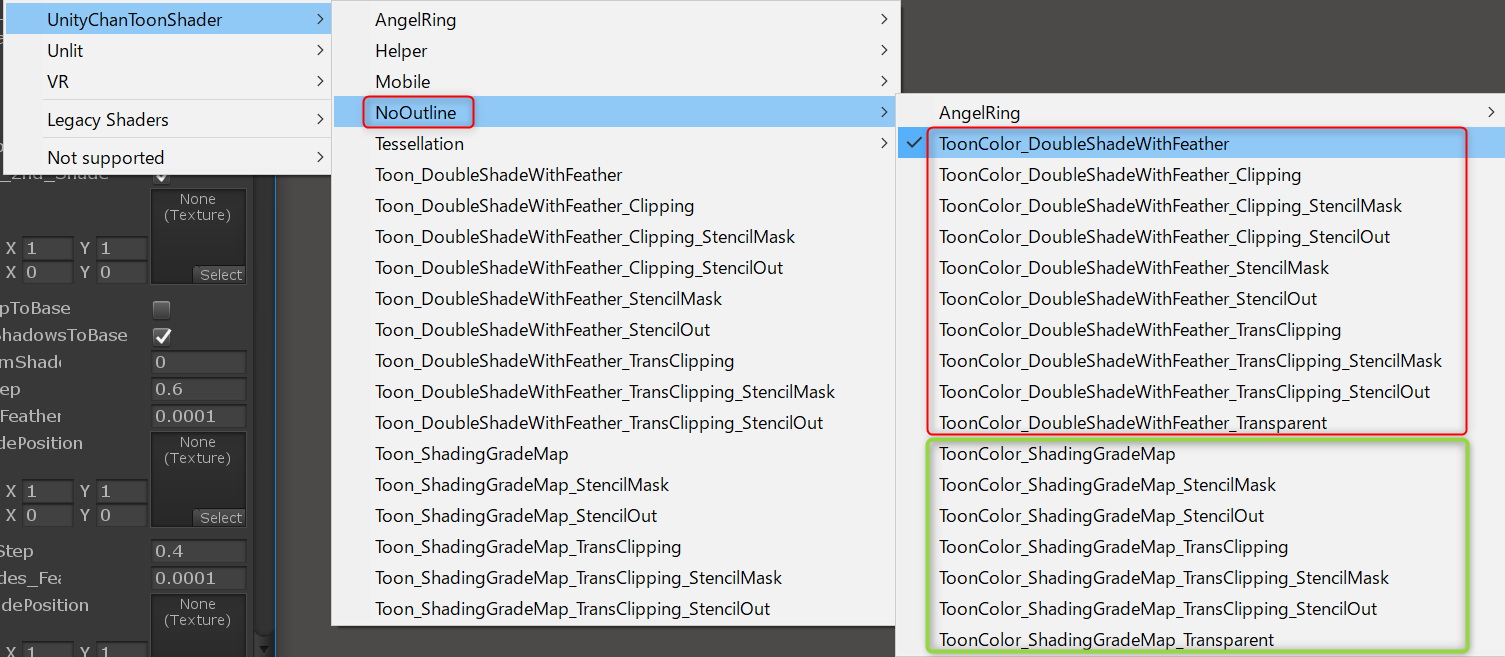 UnityChanToonShader
Unlit
VR
Legacy Shaders
Not supported
None
(Texture)
X 1 Y 1
X 0 Y 0
Select
pToBase
ShadowsToBase
0
ep 0.6
Feather 0.0001
dePosition
None
(Texture)
X 1 Y 1
X 0 Y 0
Select
Step 0.4
0.0001
dePosition
None
(Texture)
X 1 Y 1
AngelRing
Helper
Mobile
NoOutline
Tessellation
Toon_DoubleShadeWithFeather
Toon_DoubleShadeWithFeather_Clipping
Toon_DoubleShadeWithFeather_Clipping_StencilMask
Toon_DoubleShadeWithFeather_Clipping_StencilOut
Toon_DoubleShadeWithFeather_StencilMask
Toon_DoubleShadeWithFeather_StencilOut
Toon_DoubleShadeWithFeather_TransClipping
Toon_DoubleShadeWithFeather_TransClipping_StencilMask
Toon_DoubleShadeWithFeather_TransClipping_StencilOut
Toon_ShadingGradeMap
Toon_ShadingGradeMap_StencilMask
Toon_ShadingGradeMap_StencilOut
Toon_ShadingGradeMap_TransClipping
Toon_ShadingGradeMap_TransClipping_StencilMask
Toon_ShadingGradeMap_TransClipping_StencilOut
AngelRing
ToonColor_DoubleShadeWithFeather
ToonColor_DoubleShadeWithFeather_Clipping
ToonColor_DoubleShadeWithFeather_Clipping_StencilMask
ToonColor_DoubleShadeWithFeather_Clipping_StencilOut
ToonColor_DoubleShadeWithFeather_StencilMask
ToonColor_DoubleShadeWithFeather_StencilOut
ToonColor_DoubleShadeWithFeather_TransClipping
ToonColor_DoubleShadeWithFeather_TransClipping_StencilMask
ToonColor_DoubleShadeWithFeather_TransClipping_StencilOut
ToonColor_DoubleShadeWithFeather_Transparent
ToonColor_ShadingGradeMap
ToonColor_ShadingGradeMap_StencilMask
ToonColor_ShadingGradeMap_StencilOut
ToonColor_ShadingGradeMap_TransClipping
ToonColor_ShadingGradeMap_TransClipping_StencilMask
ToonColor_ShadingGradeMap_TransClipping_StencilOut
ToonColor_ShadingGradeMap_Transparent